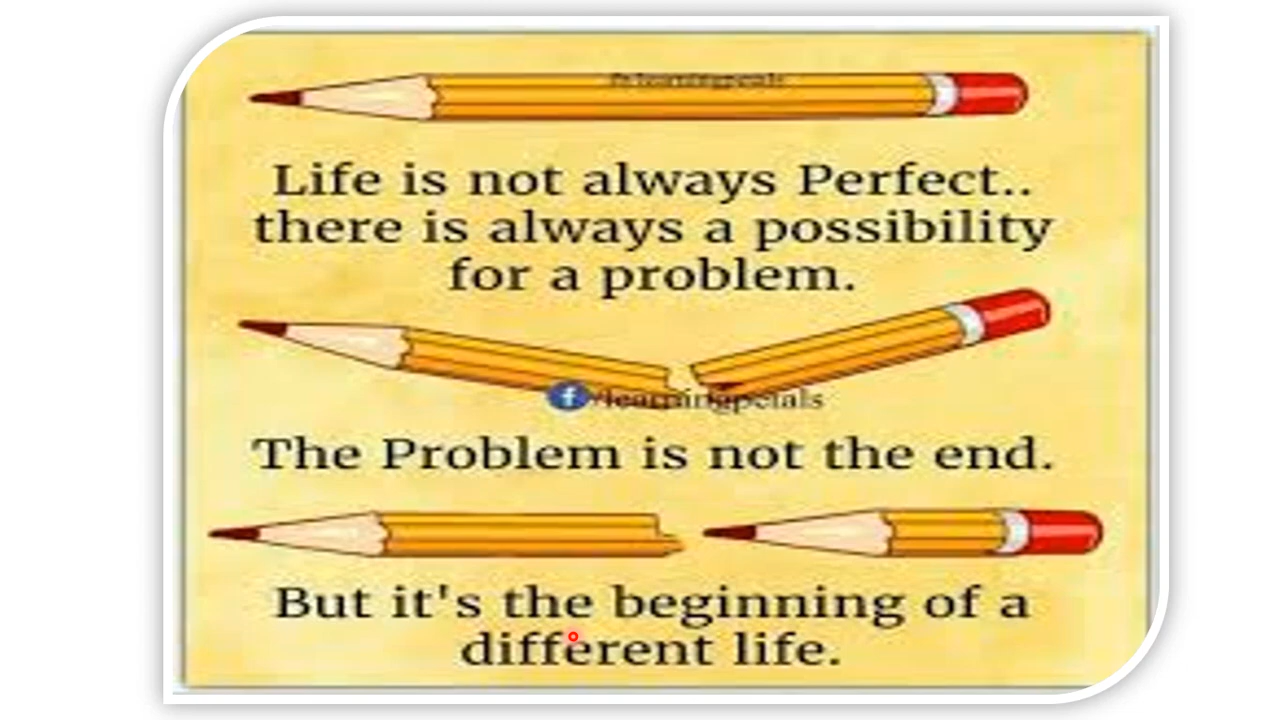 Life is not always Perfect..
there is always a possibility
for a problem.
/learningpetals
The Problem is not the end.
But it's the beginning of a
different life.